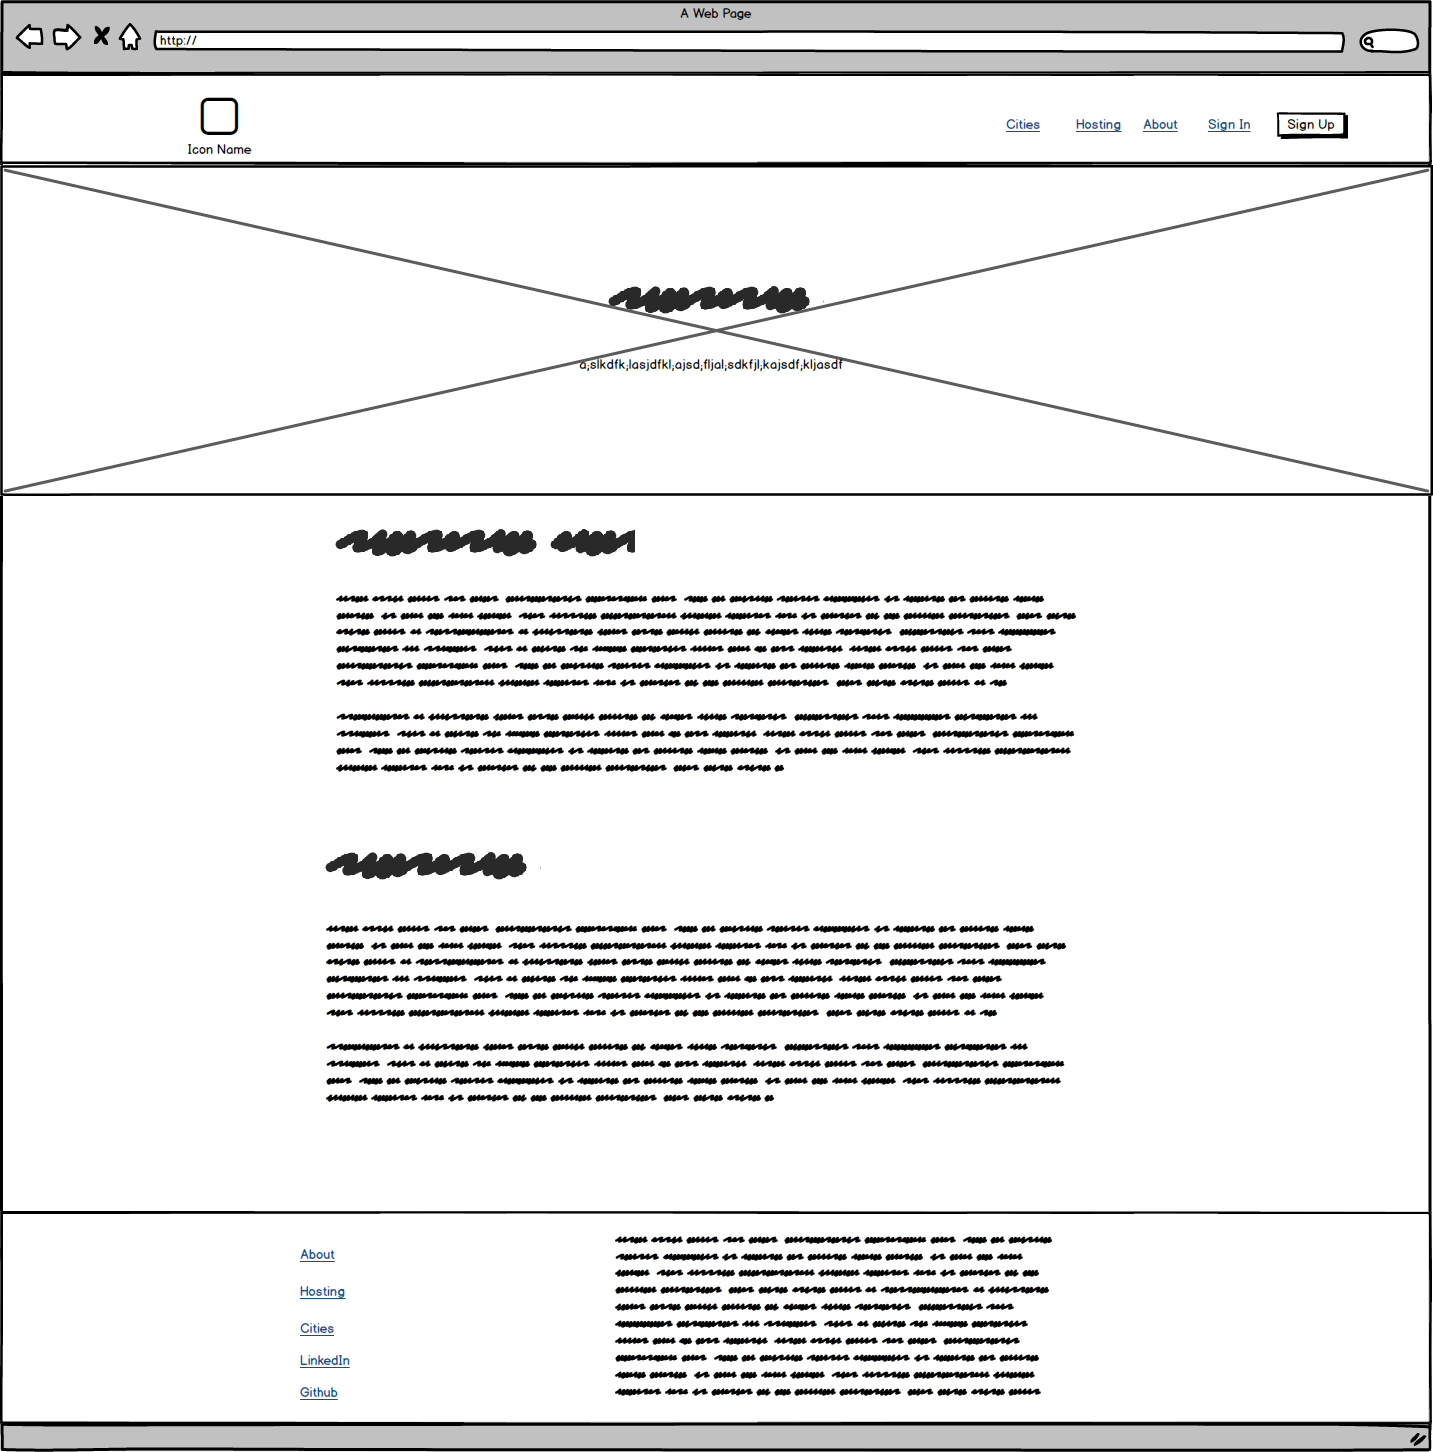 A Web Page
http://
Cities Hosting About Sign In Sign Up
Icon Name
a;slkdfk;lasjdfkl;ajsd;fljal;sdkfjl;kajsdf;kljasdf
About
Hosting
Cities
LinkedIn
Github